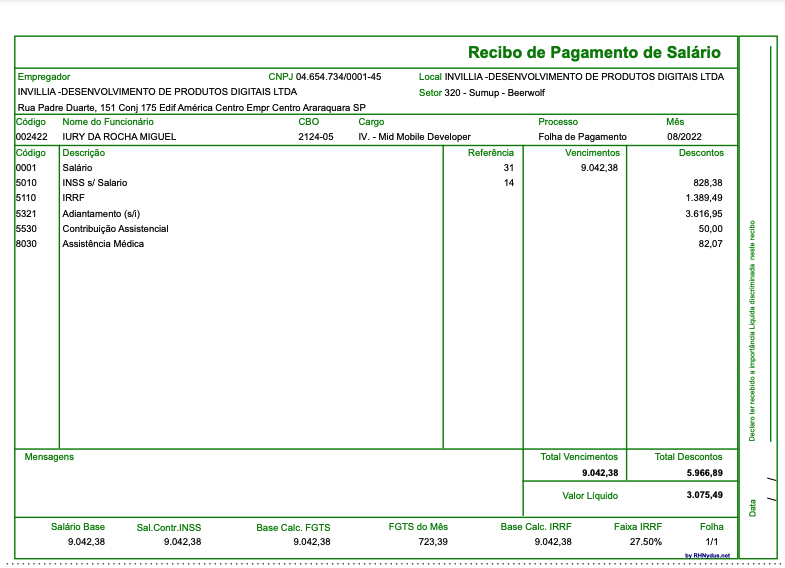 Recibo de Pagamento de Salário
Empregador CNPJ 04.654.734/0001-45 Local INVILLIA -DESENVOLVIMENTO DE PRODUTOS DIGITAIS LTDA
INVILLIA -DESENVOLVIMENTO DE PRODUTOS DIGITAIS LTDA Setor 320 - Sumup - Beerwolf
Rua Padre Duarte, 151 Conj 175 Edif América Centro Empr Centro Araraquara SP
Código Nome do Funcionário CBO Cargo Processo Mês
002422 IURY DA ROCHA MIGUEL 2124-05 IV. - Mid Mobile Developer Folha de Pagamento 08/2022
Código Descrição Referência Vencimentos Descontos
0001 Salário 31 9.042,38
5010 INSS s/ Salario 14 828,38
5110 IRRF 1.389,49
5321 Adiantamento (s/i) 3.616,95
5530 Contribuição Assistencial 50,00
8030 Assistência Médica 82,07
Mensagens Total Vencimentos Total Descontos
9.042,38 5.966,89
Valor Líquido 3.075,49
Salário Base Sal.Contr.INSS Base Calc. FGTS FGTS do Mês Base Calc. IRRF Faixa IRRF Folha
9.042,38 9.042,38 9.042,38 723,39 9.042,38 27.50% 1/1
by RHNydus.net
Declaro ter recebido a importância Líquida discriminada neste recibo
Data / /